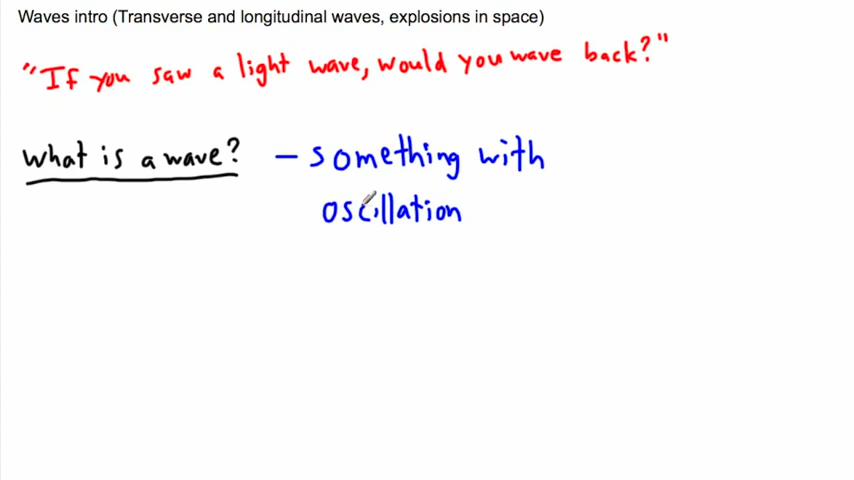 Waves intro (Transverse and longitudinal waves, explosions in space)
"If you saw a light wave, would you wave back?"
what is a wave? – something with
oscillation